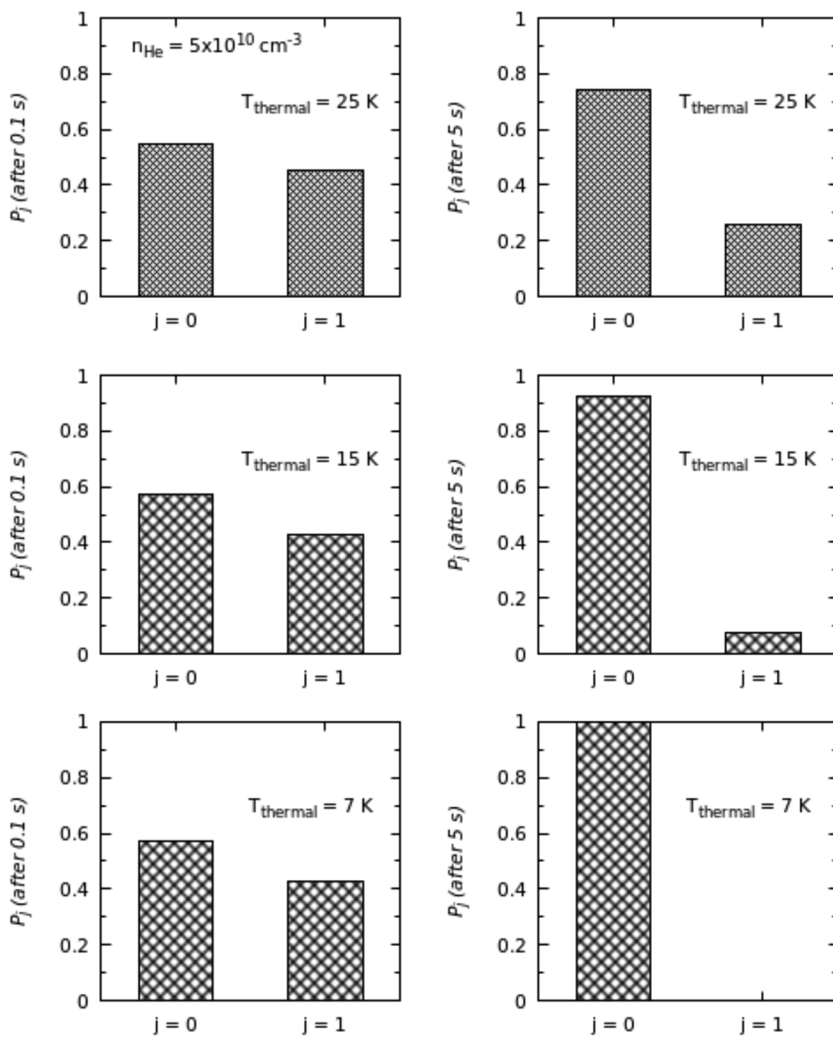 n_He = 5x10^10 cm^-3
T_thermal = 25 K
P_j (after 0.1 s)
1
0.8
0.6
0.4
0.2
0
j = 0 j = 1
T_thermal = 25 K
P_j (after 5 s)
1
0.8
0.6
0.4
0.2
0
j = 0 j = 1
T_thermal = 15 K
P_j (after 0.1 s)
1
0.8
0.6
0.4
0.2
0
j = 0 j = 1
T_thermal = 15 K
P_j (after 5 s)
1
0.8
0.6
0.4
0.2
0
j = 0 j = 1
T_thermal = 7 K
P_j (after 0.1 s)
1
0.8
0.6
0.4
0.2
0
j = 0 j = 1
T_thermal = 7 K
P_j (after 5 s)
1
0.8
0.6
0.4
0.2
0
j = 0 j = 1